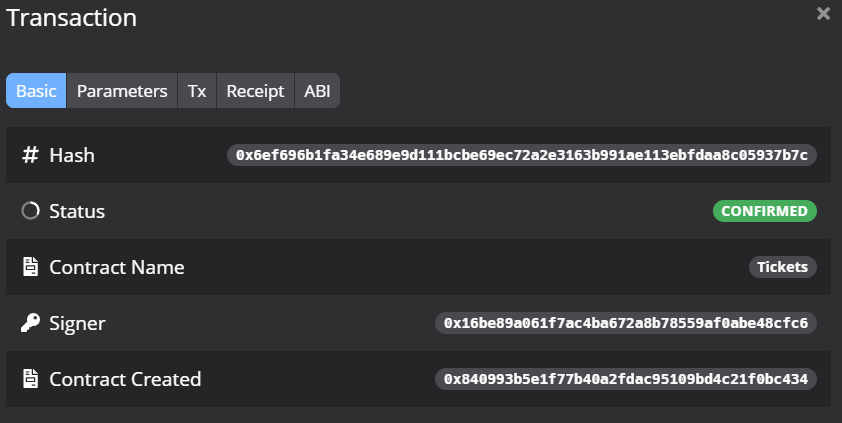 Transaction
Basic Parameters Tx Receipt ABI
Hash 0x6ef696b1fa34e689e9d111bcbe69ec72a2e3163b991ae113ebfdaa8c05937b7c
Status CONFIRMED
Contract Name Tickets
Signer 0x16be89a061f7ac4ba672a8b78559af0abe48cfc6
Contract Created 0x840993b5e1f77b40a2fdac95109bd4c21f0bc434